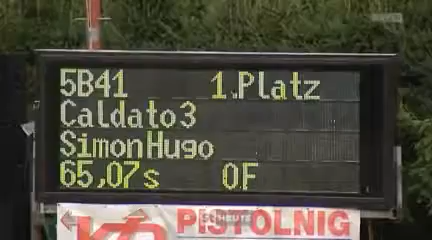 5B41 1.Platz
Caldato3
SimonHugo
65,07s 0F
PISTOLNIG